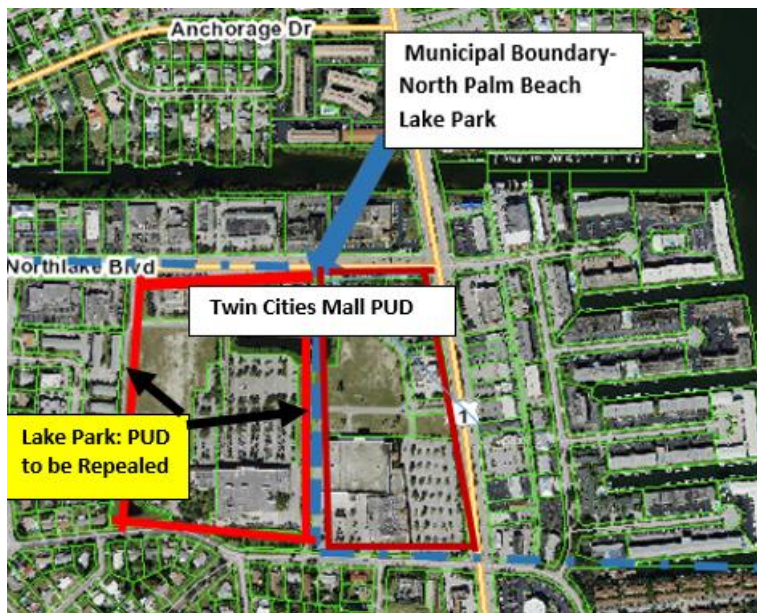 Anchorage Dr
Municipal Boundary-
North Palm Beach
Lake Park
Northlake Blvd
Twin Cities Mall PUD
1
Lake Park: PUD
to be Repealed